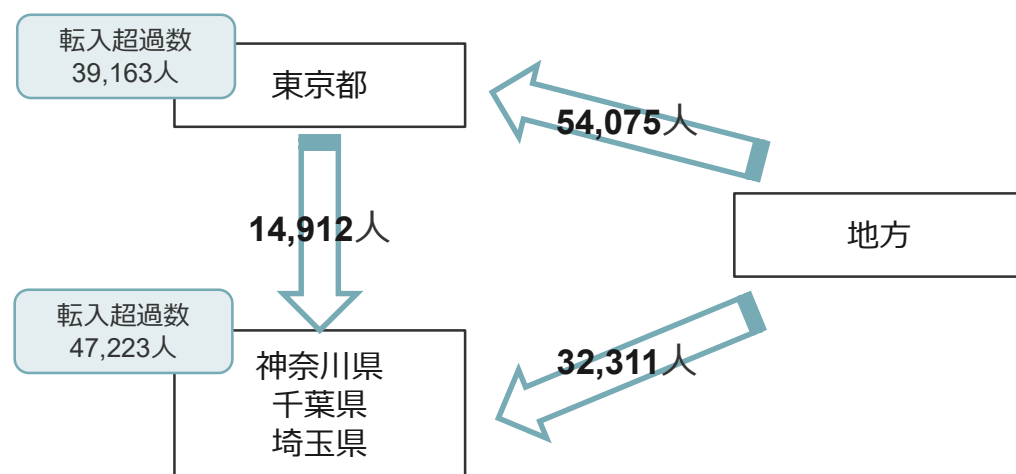 転入超過数
39,163人
東京都
54,075人
14,912人
地方
転入超過数
47,223人
神奈川県
千葉県
埼玉県
32,311人